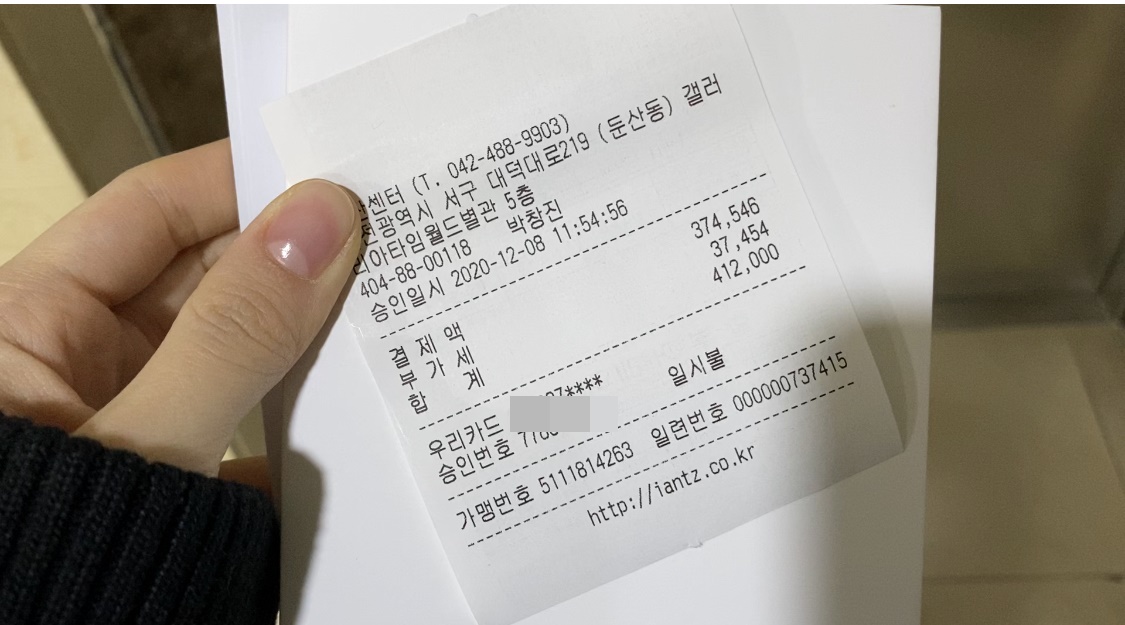 센터 (T. 042-488-9903)
전광역시 서구 대덕대로219 (둔산동) 갤러
리아타임월드별관 5층
404-88-00118 박창진
승인일시 2020-12-08 11:54:56
결 제 액 374,546
부 가 세 37,454
합 계 412,000
우리카드 일시불
승인번호
가맹번호 5111814263 일련번호 000000737415
http://iantz.co.kr